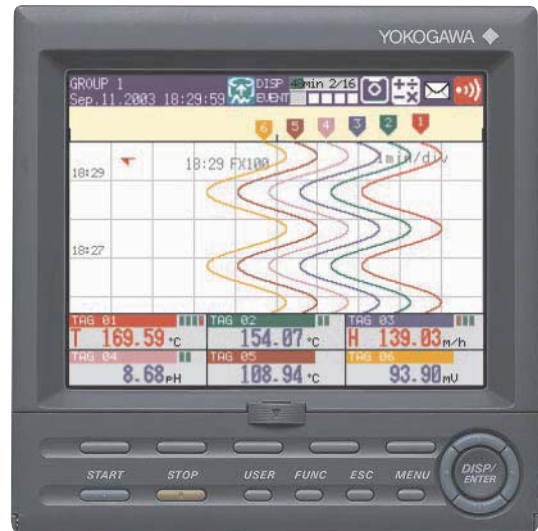 YOKOGAWA
GROUP 1
Sep.11.2003 18:29:59
DISP
EVENT
48min 2/16
6 5 4 3 2 1
18:29
18:29 FX100
1min/div
18:27
TAG 01
T 169.59 °C
TAG 02
154.07 °C
TAG 03
H 139.03 m/h
TAG 04
8.68 pH
TAG 05
108.94 °C
TAG 06
93.90 mV
START STOP USER FUNC ESC MENU
DISP/
ENTER